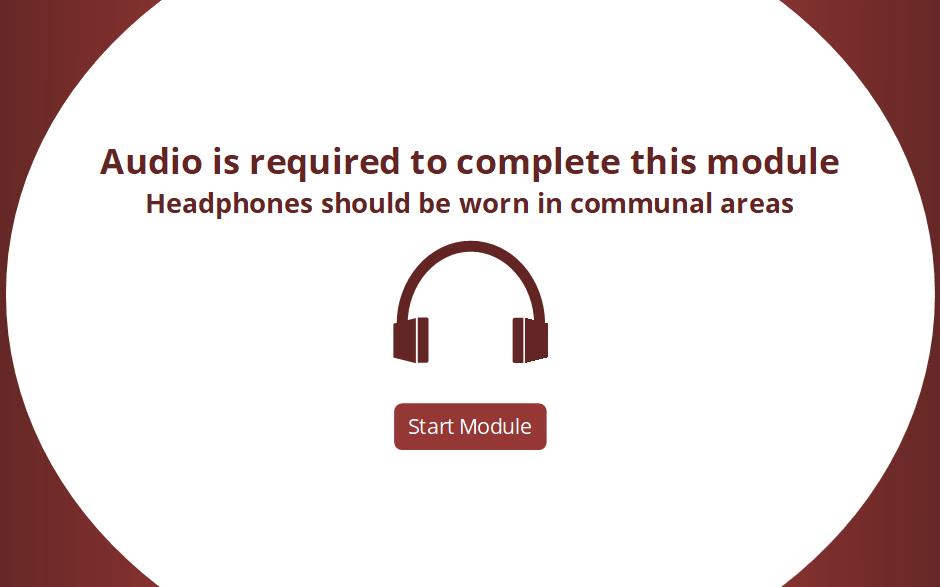 Audio is required to complete this module
Headphones should be worn in communal areas
Start Module